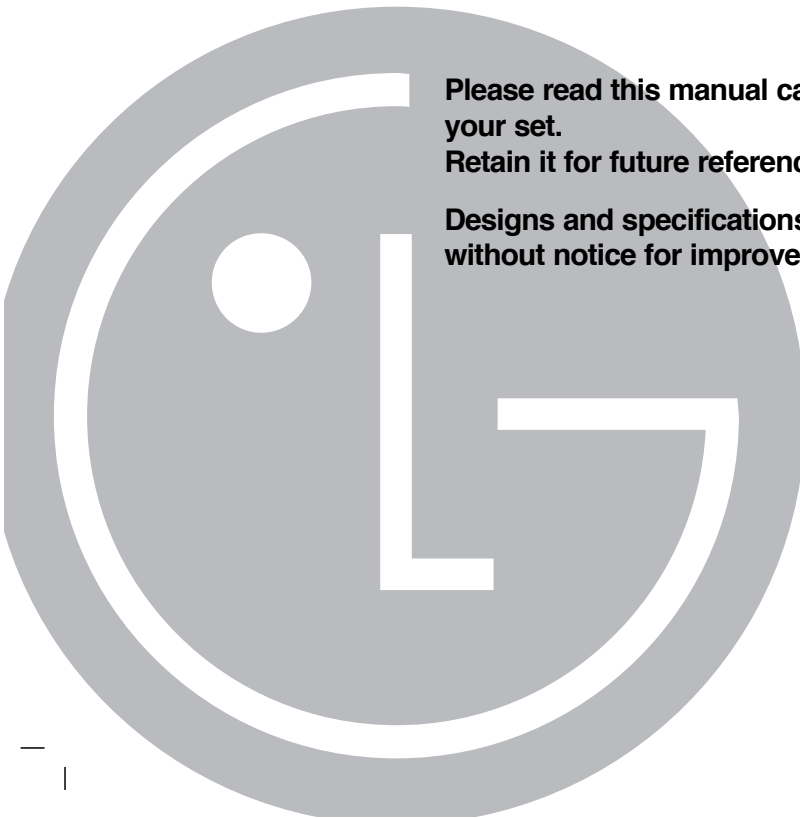 Please read this manual ca
your set.
Retain it for future referenc
Designs and specifications
without notice for improve